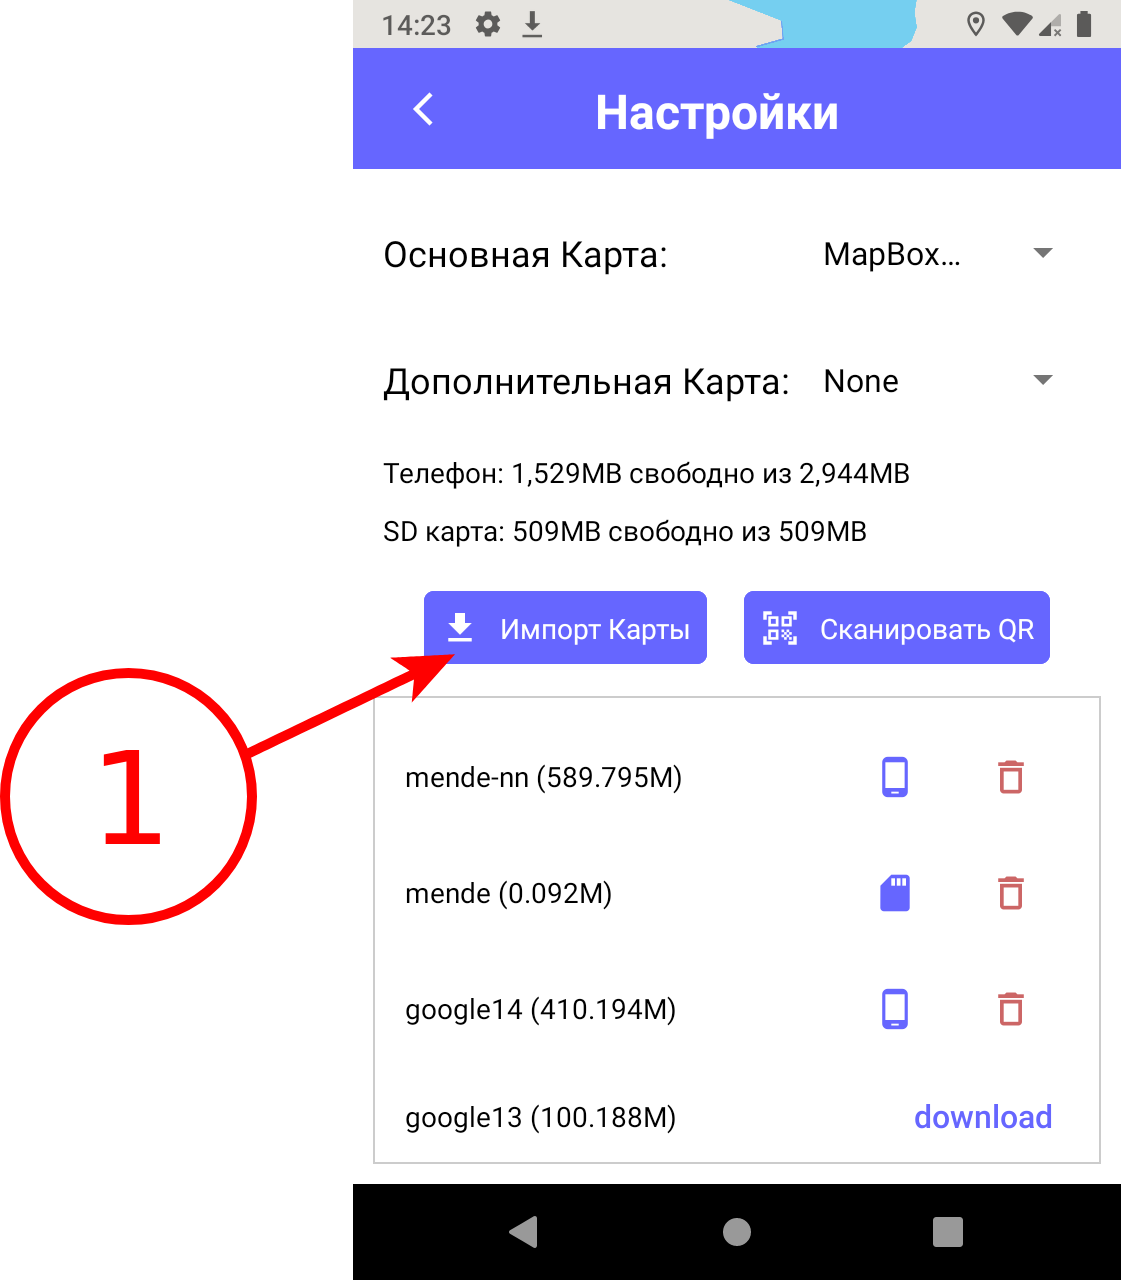 14:23
Настройки
Основная Карта: MapBox...
Дополнительная Карта: None
Телефон: 1,529MB свободно из 2,944MB
SD карта: 509MB свободно из 509MB
Импорт Карты Сканировать QR
1
mende-nn (589.795M)
mende (0.092M)
google14 (410.194M)
google13 (100.188M) download